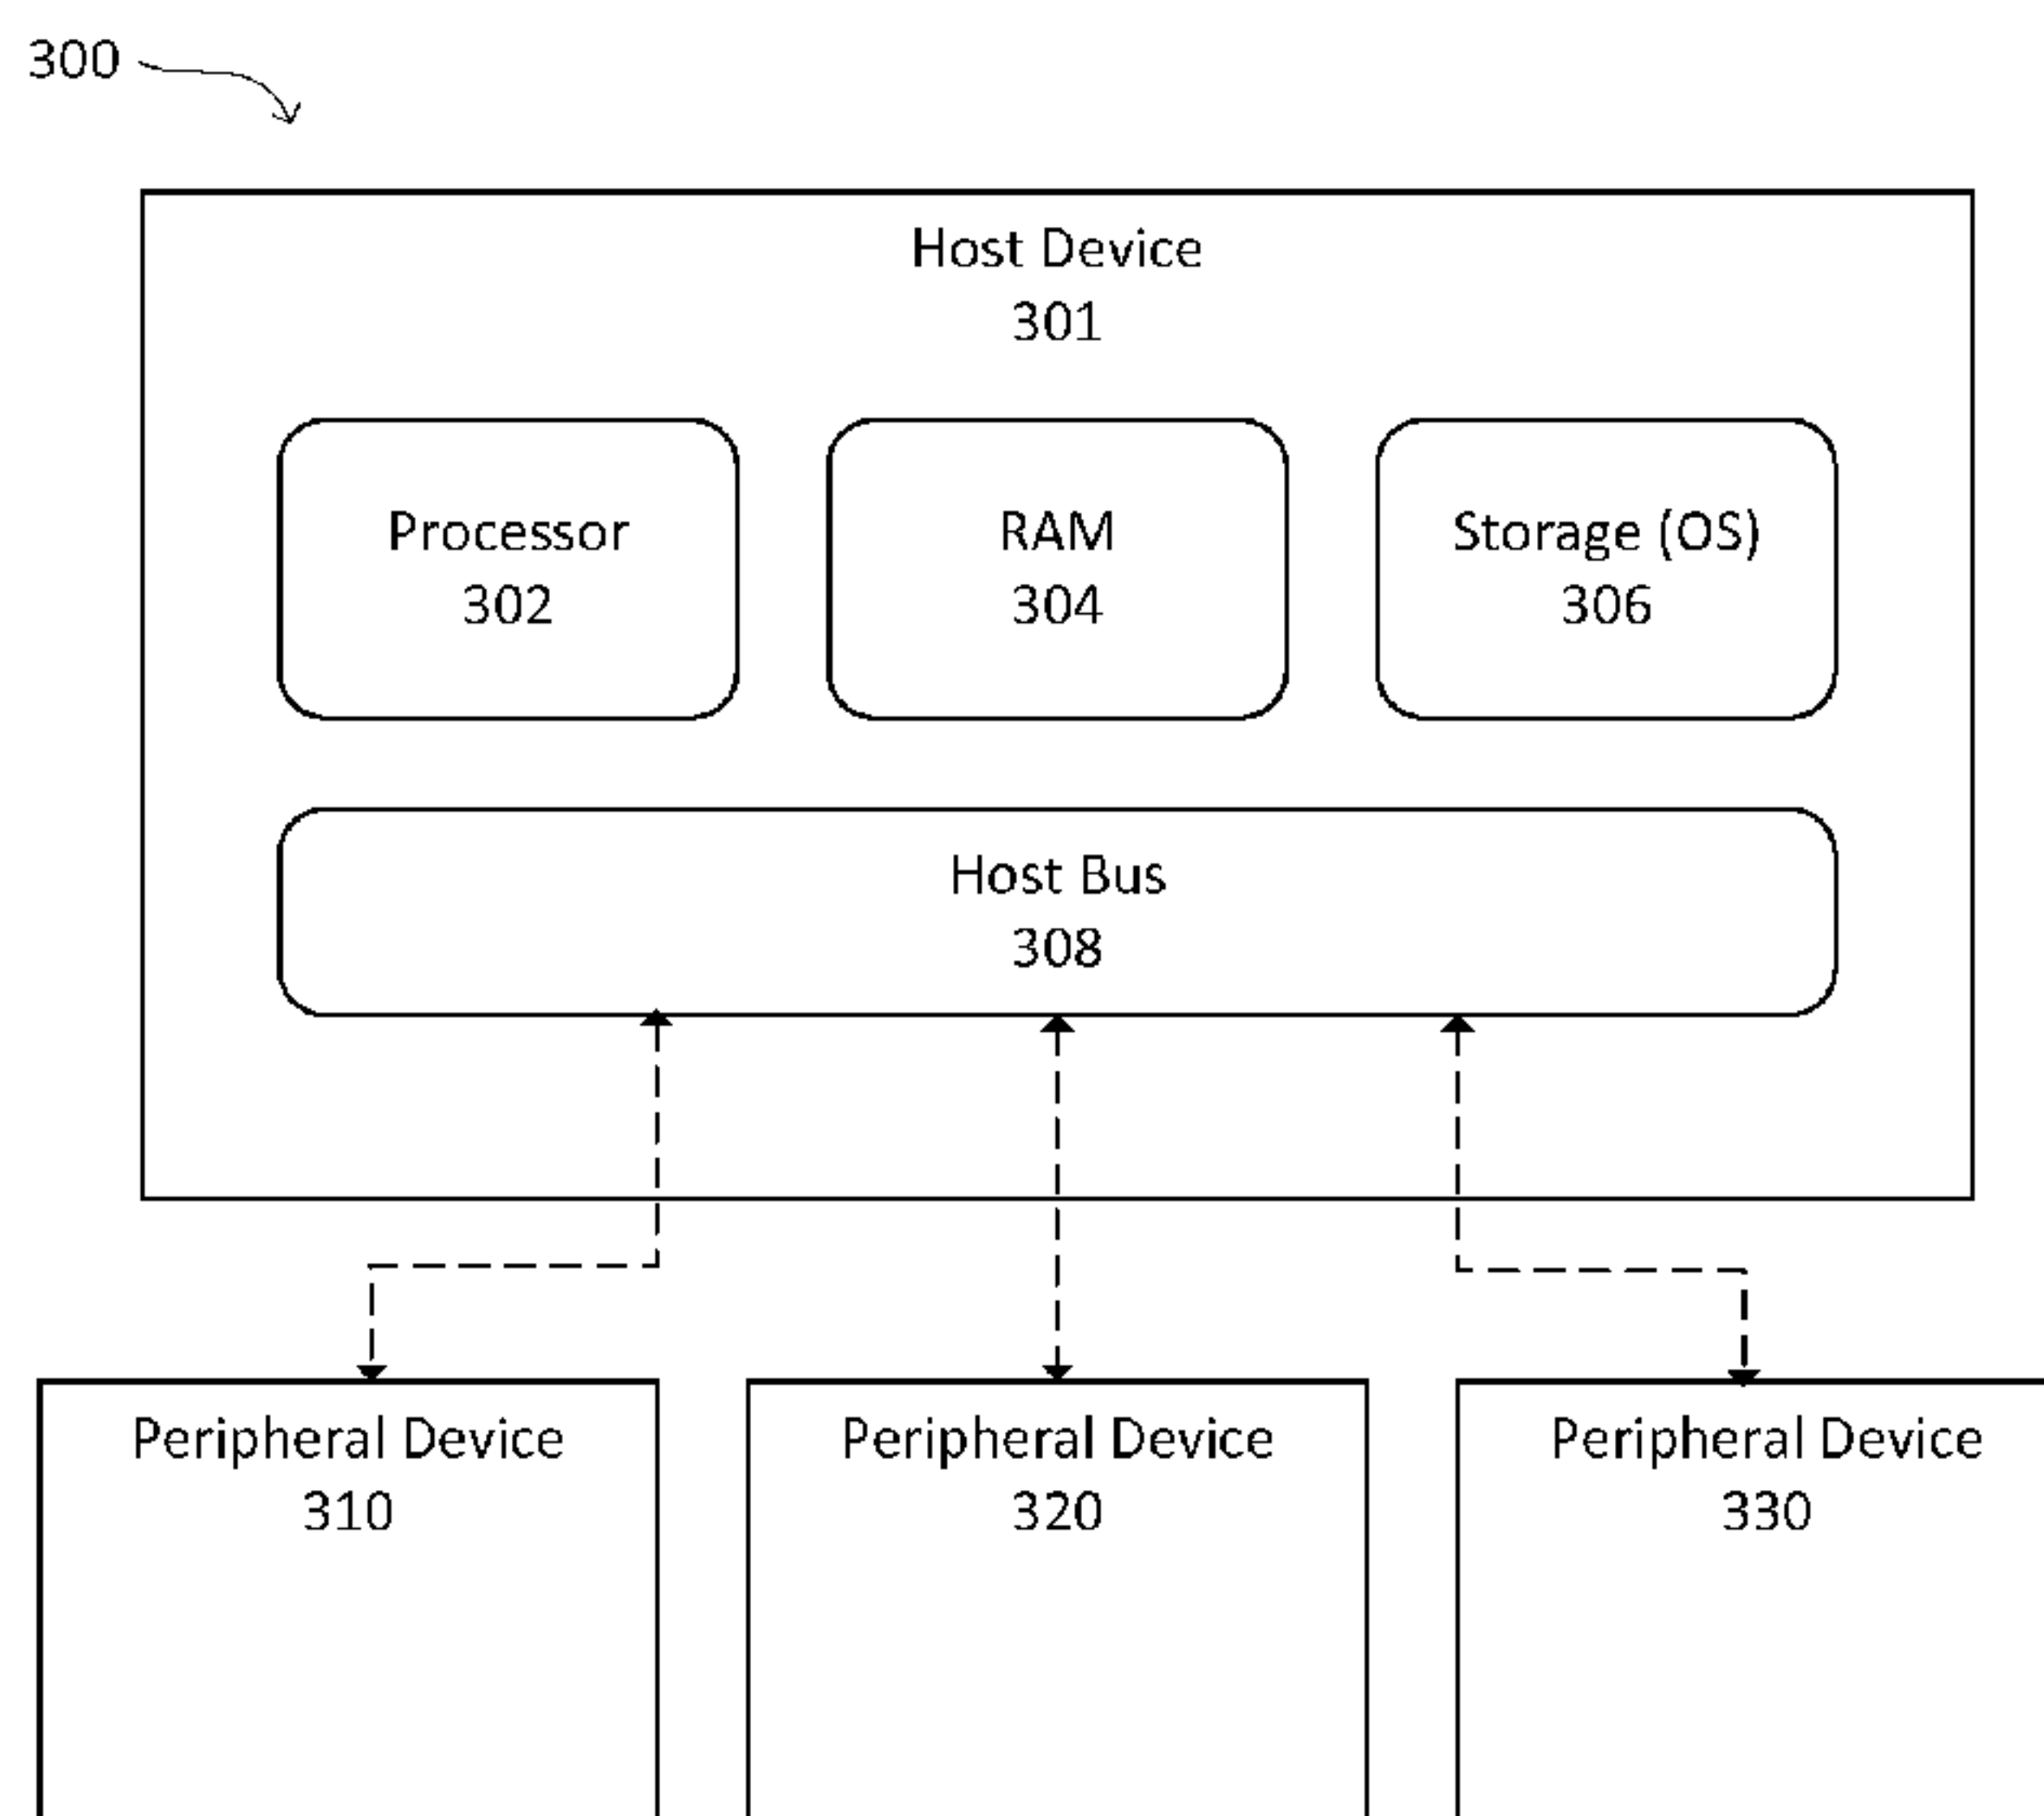 300
Host Device
301
Processor
302
RAM
304
Storage (OS)
306
Host Bus
308
Peripheral Device
310
Peripheral Device
320
Peripheral Device
330